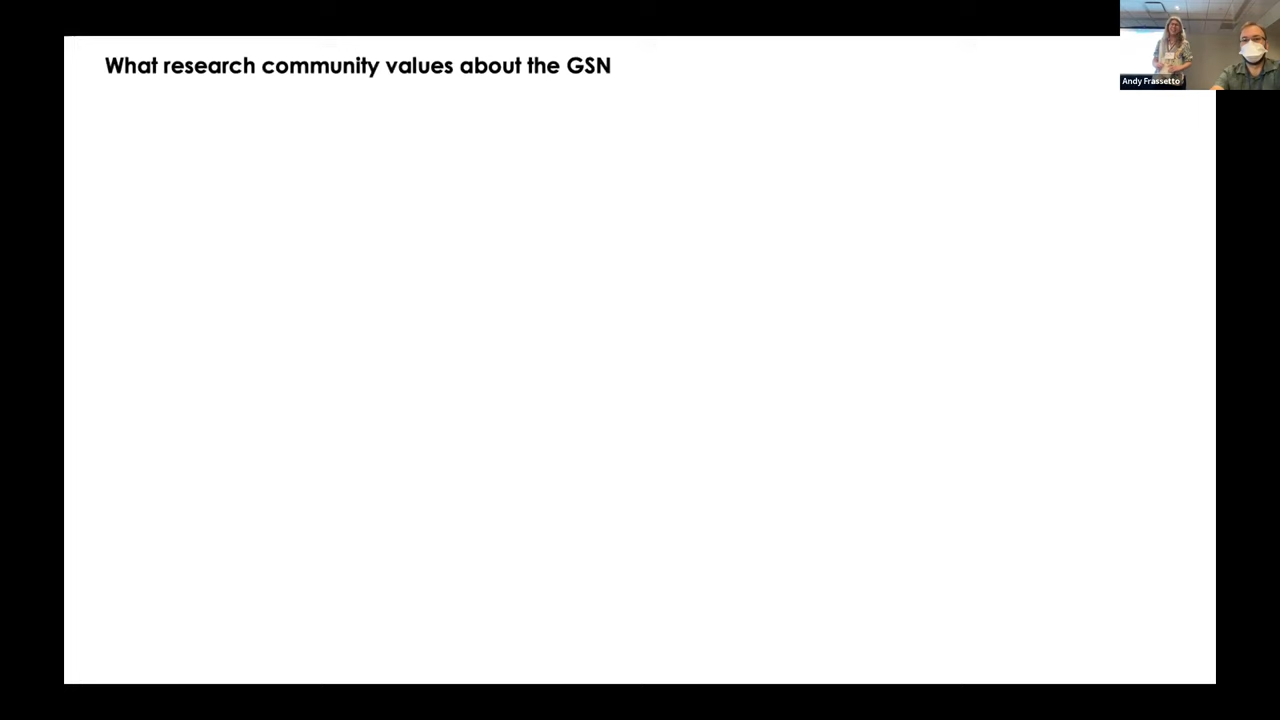 What research community values about the GSN
Andy Frassetto